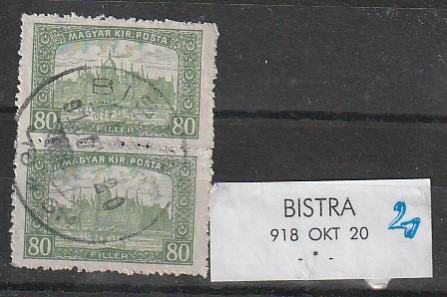 MAGYAR KIR. POSTA
80 FILLÉR 80
MAGYAR KIR. POSTA
80 FILLÉR 80
BISTRA
918 OKT 20
- * -